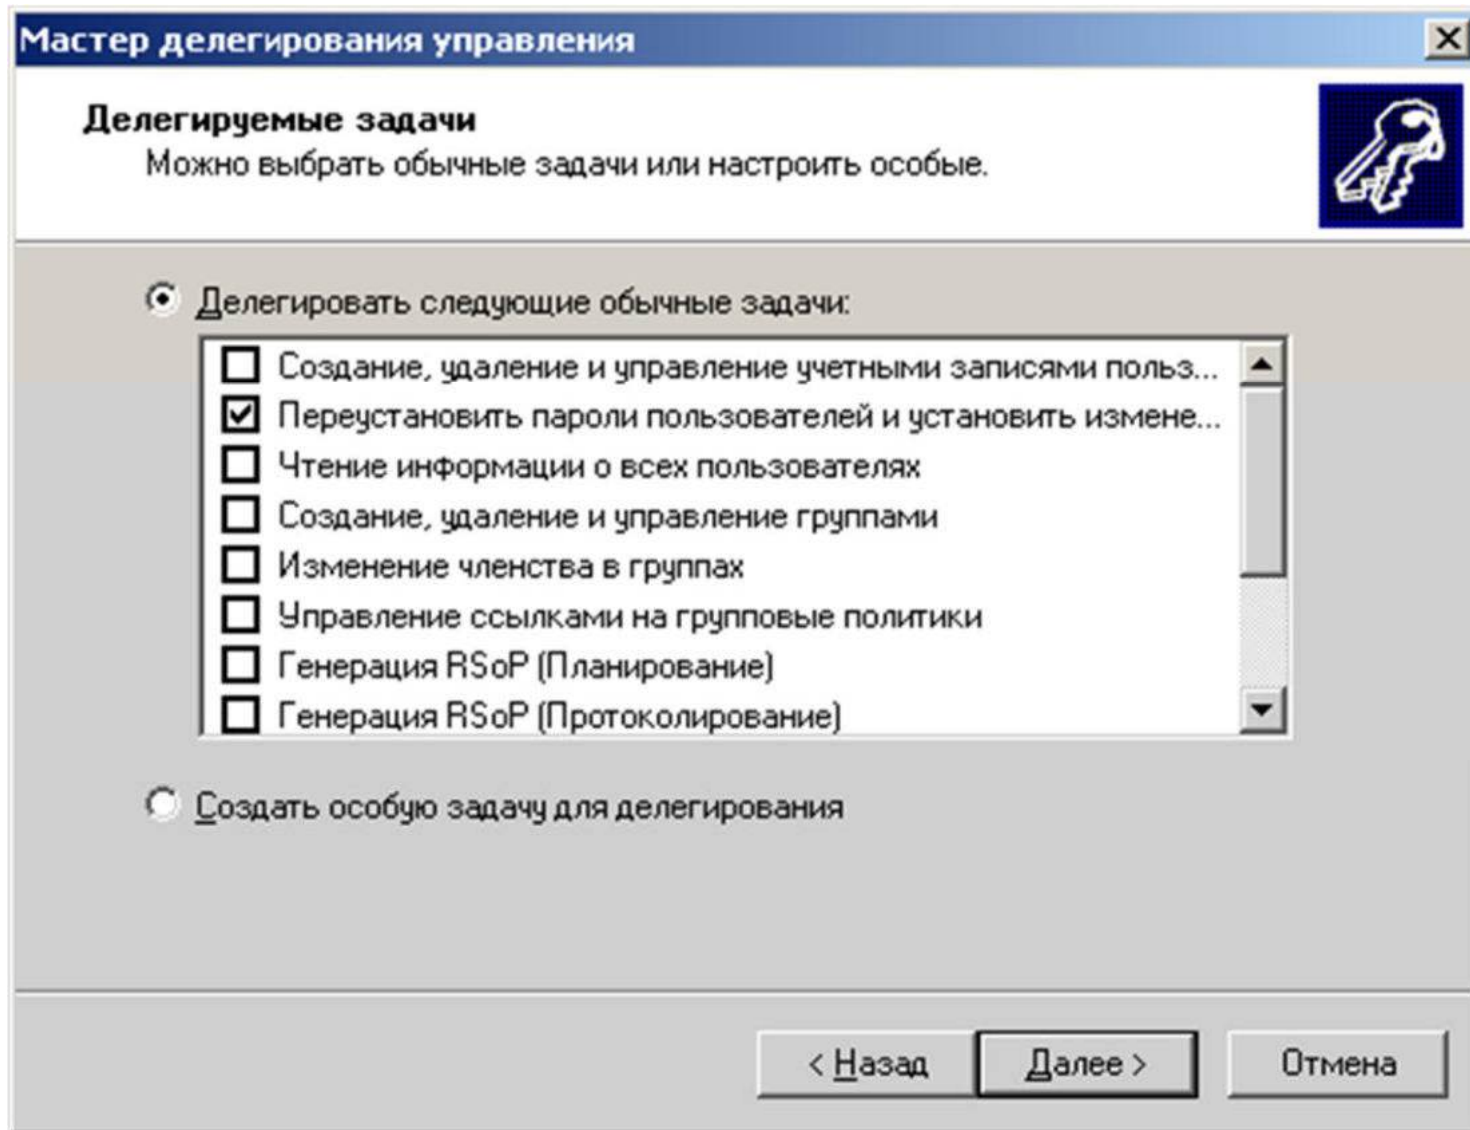 Мастер делегирования управления
Делегируемые задачи
Можно выбрать обычные задачи или настроить особые.
Делегировать следующие обычные задачи:
Создание, удаление и управление учетными записями польз...
Переустановить пароли пользователей и установить измене...
Чтение информации о всех пользователях
Создание, удаление и управление группами
Изменение членства в группах
Управление ссылками на групповые политики
Генерация RSoP (Планирование)
Генерация RSoP (Протоколирование)
Создать особую задачу для делегирования
< Назад Далее > Отмена